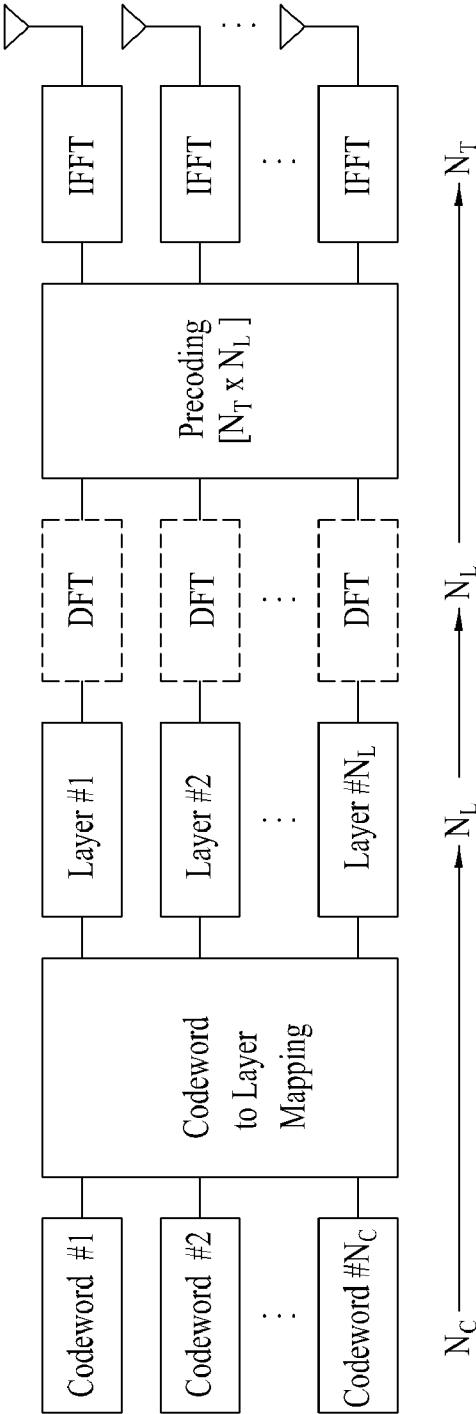 Codeword #1
Codeword #2
...
Codeword #N_C
Codeword
to Layer
Mapping
Layer #1
Layer #2
...
Layer #N_L
DFT
DFT
...
DFT
Precoding
[N_T x N_L ]
IFFT
IFFT
...
IFFT
...
N_C
N_L
N_L
N_T